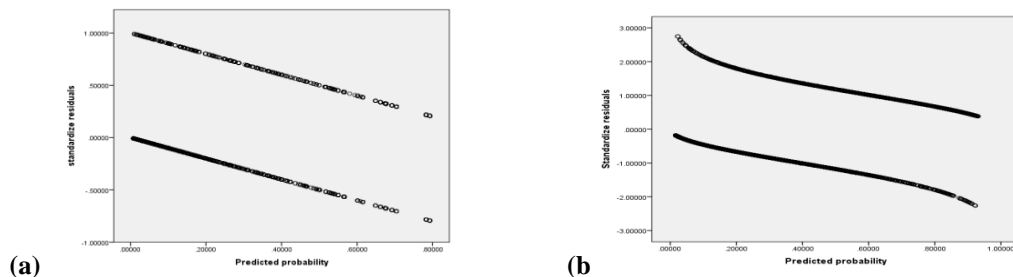 1.00000
.50000
.00000
-.50000
-1.00000
standardize residuals
.00000 .20000 .40000 .60000 .80000
Predicted probability
(a)
3.00000
2.00000
1.00000
.00000
-1.00000
-2.00000
-3.00000
Standardize residuals
.00000 .20000 .40000 .60000 .80000 1.00000
Predicted probability
(b